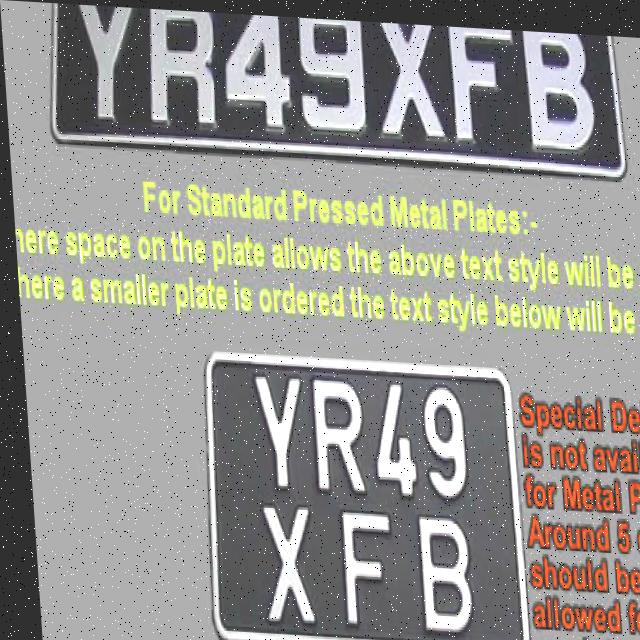 YR49XFB
For Standard Pressed Metal Plates:-
here space on the plate allows the above text style will be
here a smaller plate is ordered the text style below will be
YR49
XFB
Special De
is not avai
for Metal P
Around 5
should be
allowed f